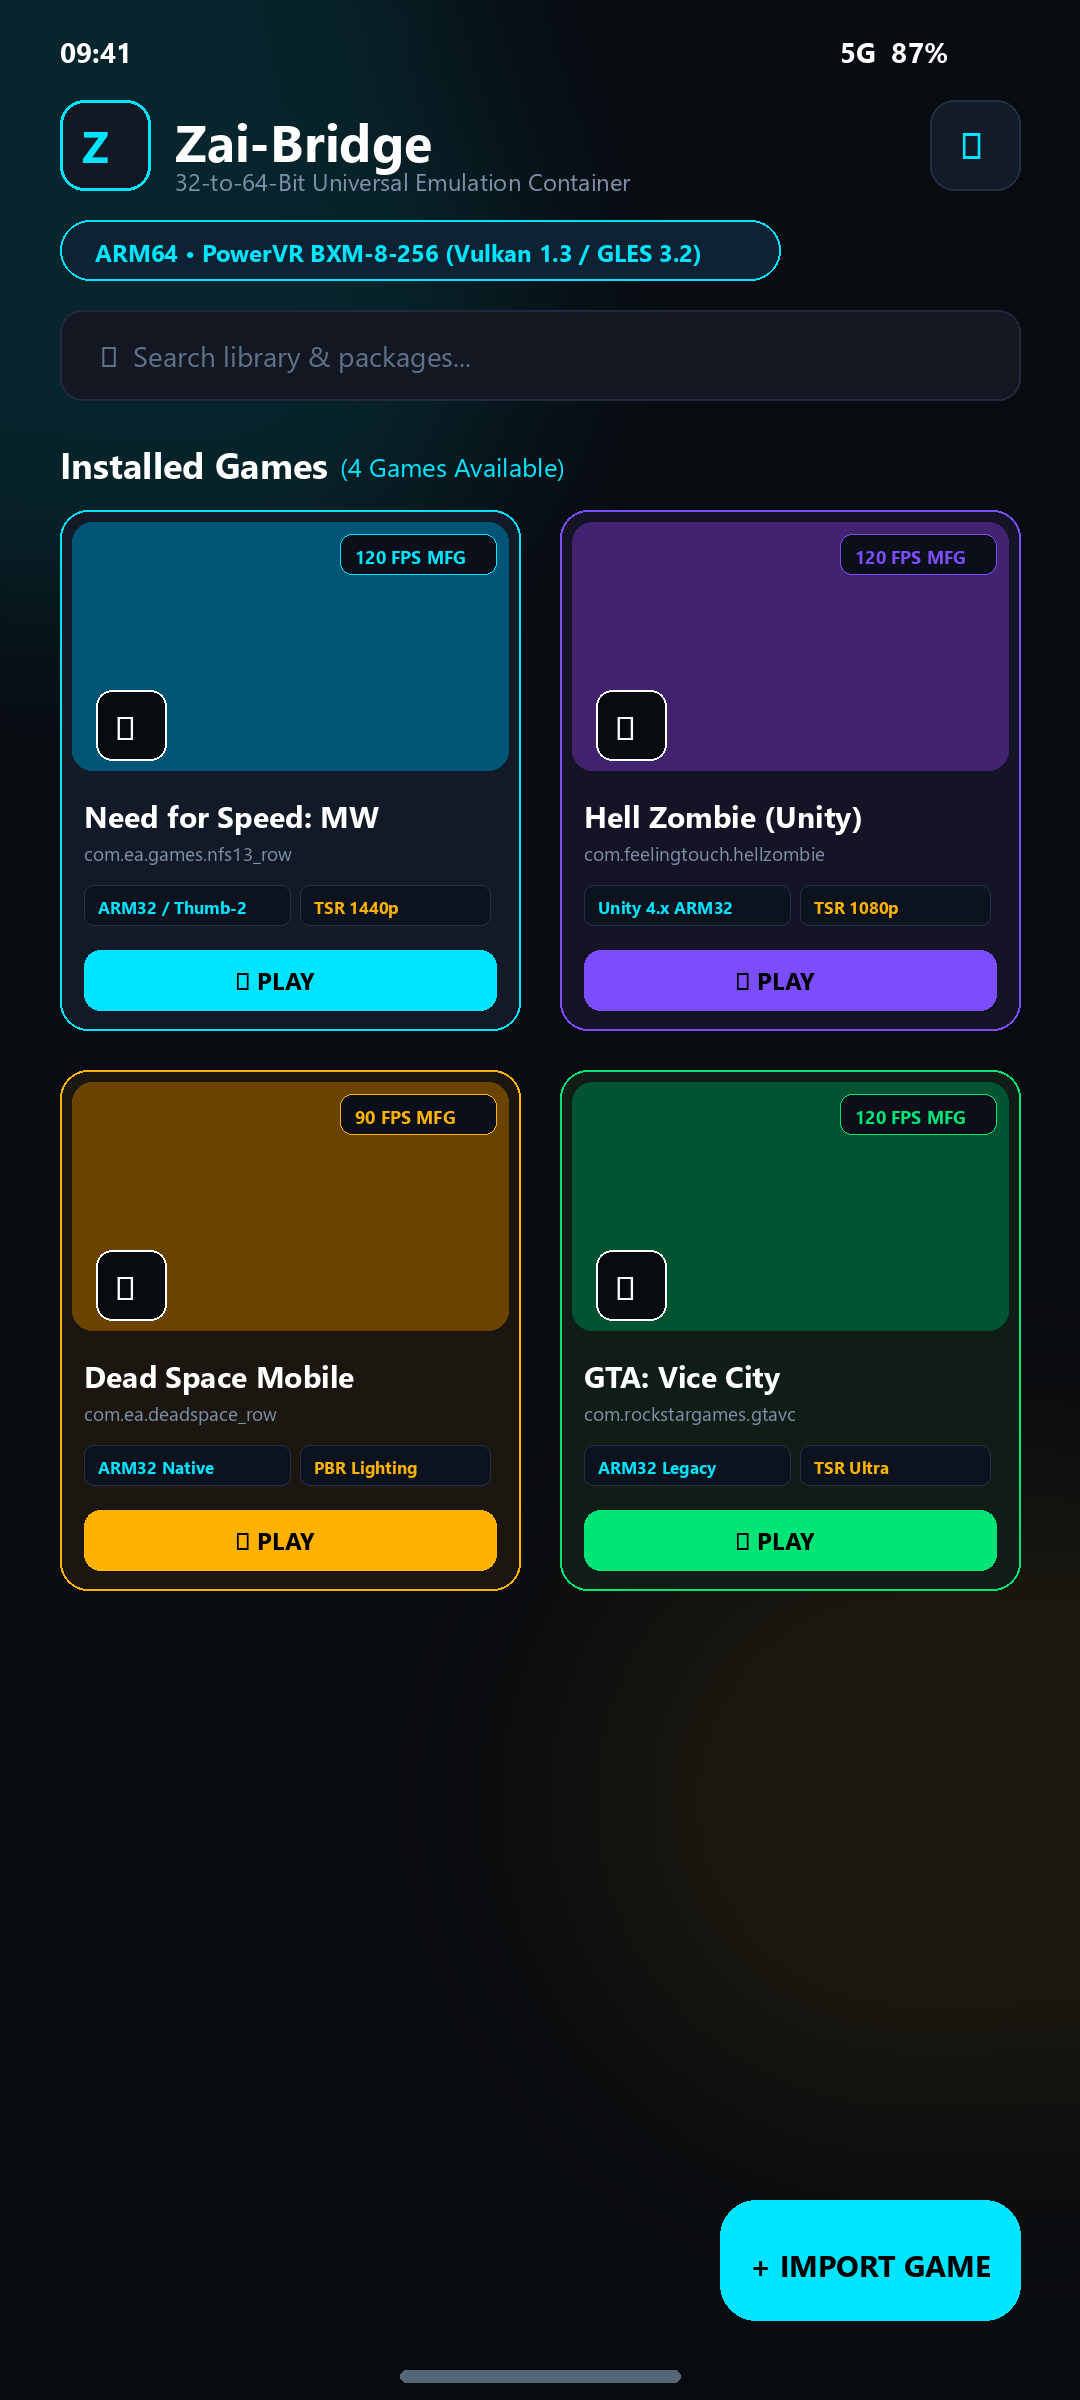 09:41
5G 87%
Z
Zai-Bridge
32-to-64-Bit Universal Emulation Container
ARM64 • PowerVR BXM-8-256 (Vulkan 1.3 / GLES 3.2)
Search library & packages...
Installed Games (4 Games Available)
120 FPS MFG
Need for Speed: MW
com.ea.games.nfs13_row
ARM32 / Thumb-2
TSR 1440p
PLAY
120 FPS MFG
Hell Zombie (Unity)
com.feelingtouch.hellzombie
Unity 4.x ARM32
TSR 1080p
PLAY
90 FPS MFG
Dead Space Mobile
com.ea.deadspace_row
ARM32 Native
PBR Lighting
PLAY
120 FPS MFG
GTA: Vice City
com.rockstargames.gtavc
ARM32 Legacy
TSR Ultra
PLAY
+ IMPORT GAME